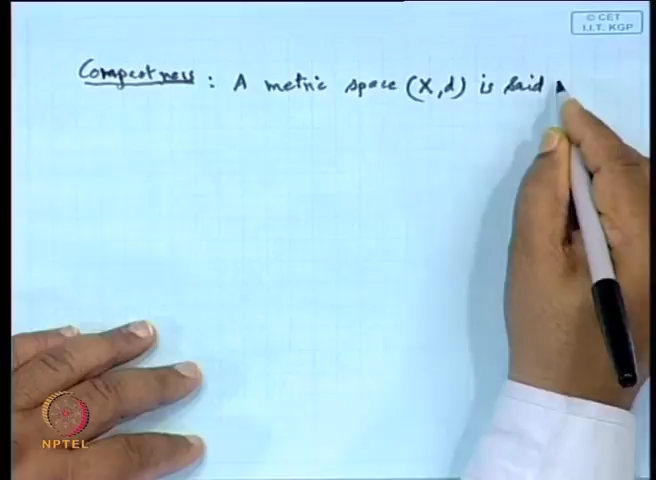 © CET
I.I.T. KGP
Compactness : A metric space (X,d) is said
NPTEL